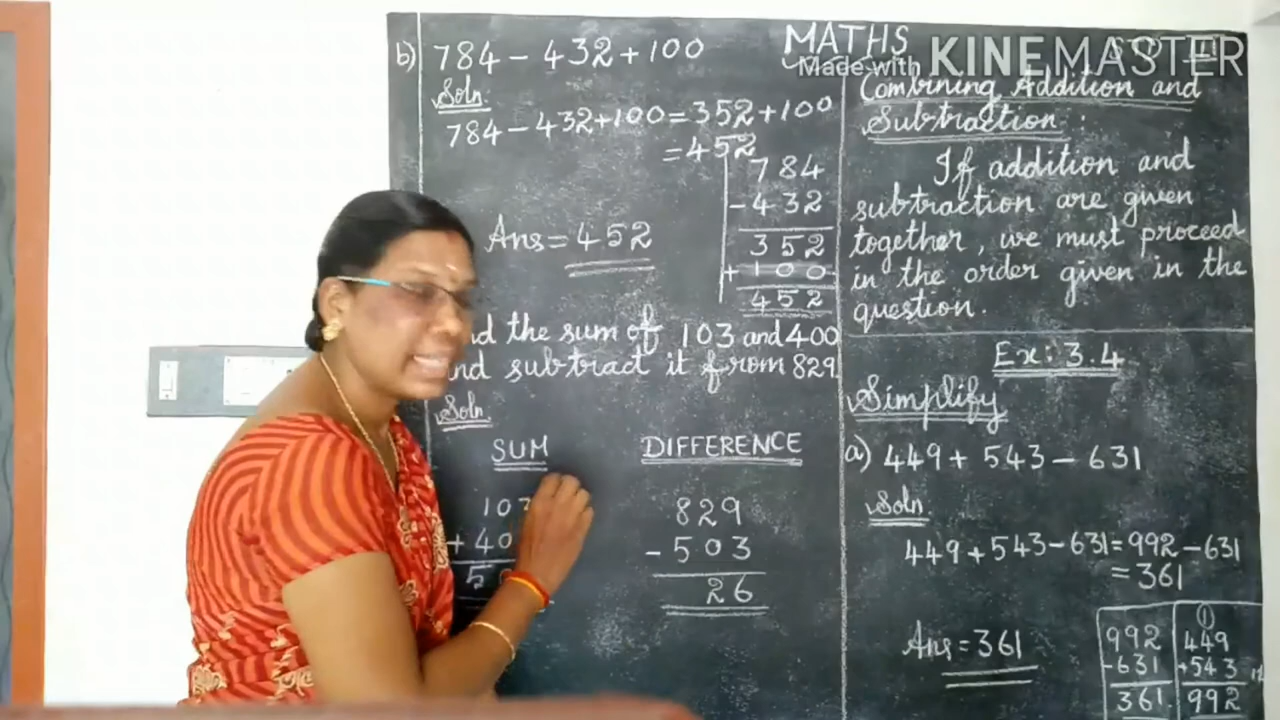 b) 784 - 432 + 100
Soln.
784 - 432 + 100 = 352 + 100
= 452
784
- 432
352
+ 100
452
Ans = 452
the sum of 103 and 400
subtract it from 829
Soln.
SUM
DIFFERENCE
10
+ 40
5
829
- 503
26
MATHS
Made with KINEMASTER
Combining Addition and
Subtraction :
If addition and
subtraction are given
together, we must proceed
in the order given in the
question.
Ex: 3.4
Simplify
a) 449 + 543 - 631
Soln.
449 + 543 - 631 = 992 - 631
= 361
Ans = 361
992
- 631
361
1
449
+ 543
992